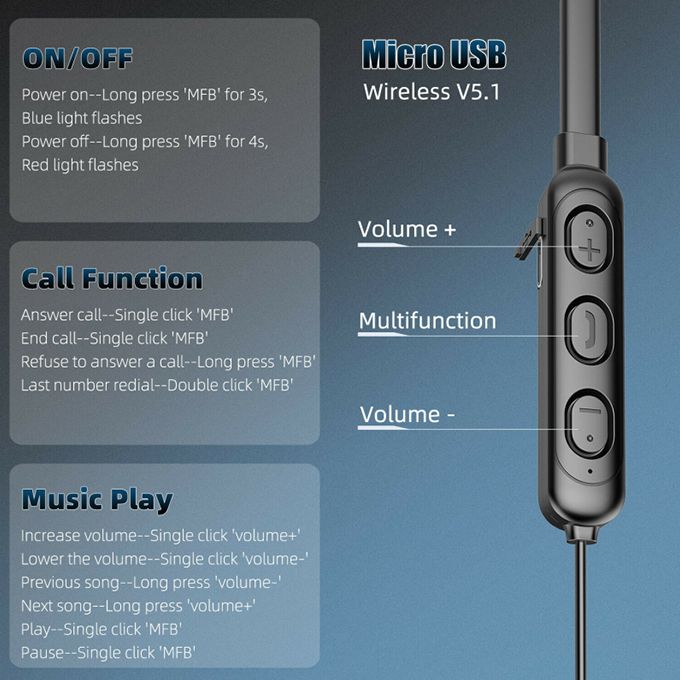 ON/OFF
Power on--Long press 'MFB' for 3s,
Blue light flashes
Power off--Long press 'MFB' for 4s,
Red light flashes
Call Function
Answer call--Single click 'MFB'
End call--Single click 'MFB'
Refuse to answer a call--Long press 'MFB'
Last number redial--Double click 'MFB'
Music Play
Increase volume--Single click 'volume+'
Lower the volume--Single click 'volume-'
Previous song--Long press 'volume-'
Next song--Long press 'volume+'
Play--Single click 'MFB'
Pause--Single click 'MFB'
Micro USB
Wireless V5.1
Volume +
Multifunction
Volume -